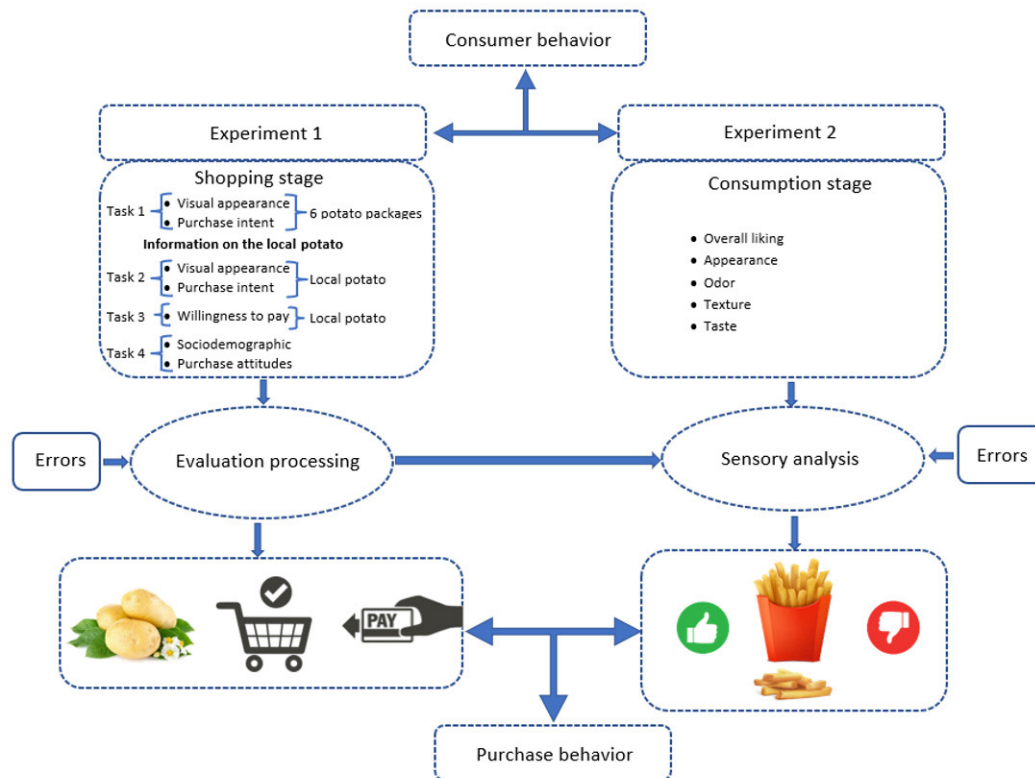 Consumer behavior
Experiment 1
Experiment 2
Shopping stage
Task 1
• Visual appearance
• Purchase intent
6 potato packages
Information on the local potato
Task 2
• Visual appearance
• Purchase intent
Local potato
Task 3
• Willingness to pay
Local potato
Task 4
• Sociodemographic
• Purchase attitudes
Consumption stage
• Overall liking
• Appearance
• Odor
• Texture
• Taste
Errors
Evaluation processing
Sensory analysis
Errors
PAY
Purchase behavior